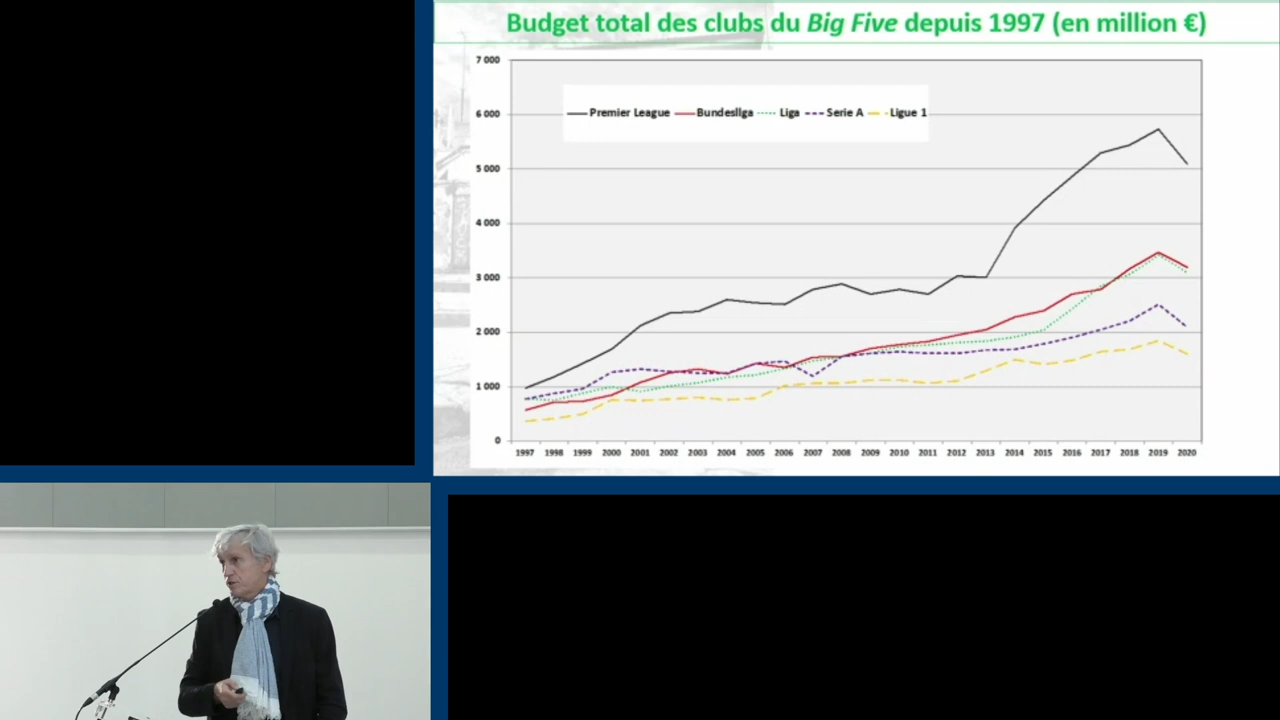 Budget total des clubs du Big Five depuis 1997 (en million €)
7 000
Premier League Bundesliga Liga Serie A Ligue 1
6 000
5 000
4 000
3 000
2 000
1 000
0
1997 1998 1999 2000 2001 2002 2003 2004 2005 2006 2007 2008 2009 2010 2011 2012 2013 2014 2015 2016 2017 2018 2019 2020